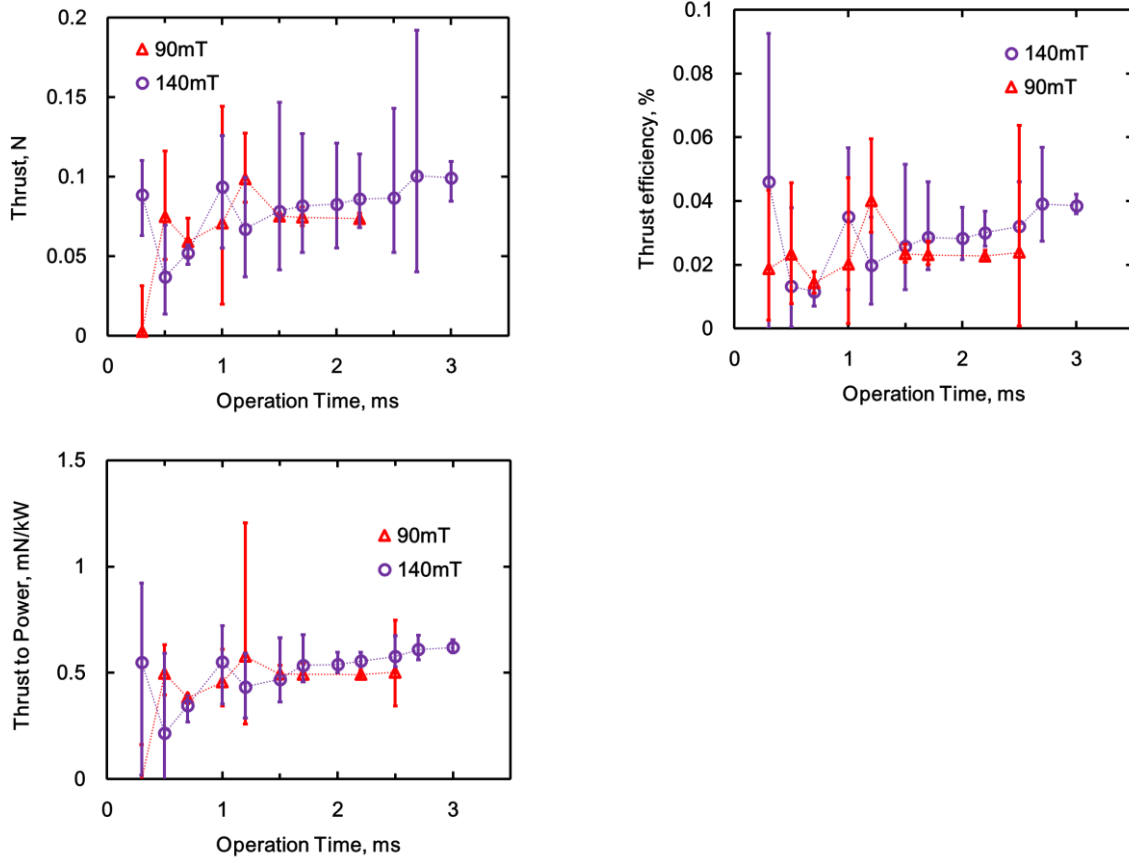 Thrust, N
0.2
0.15
0.1
0.05
0
90mT
140mT
0 1 2 3
Operation Time, ms
Thrust efficiency, %
0.1
0.08
0.06
0.04
0.02
0
140mT
90mT
0 1 2 3
Operation Time, ms
Thrust to Power, mN/kW
1.5
1
0.5
0
90mT
140mT
0 1 2 3
Operation Time, ms